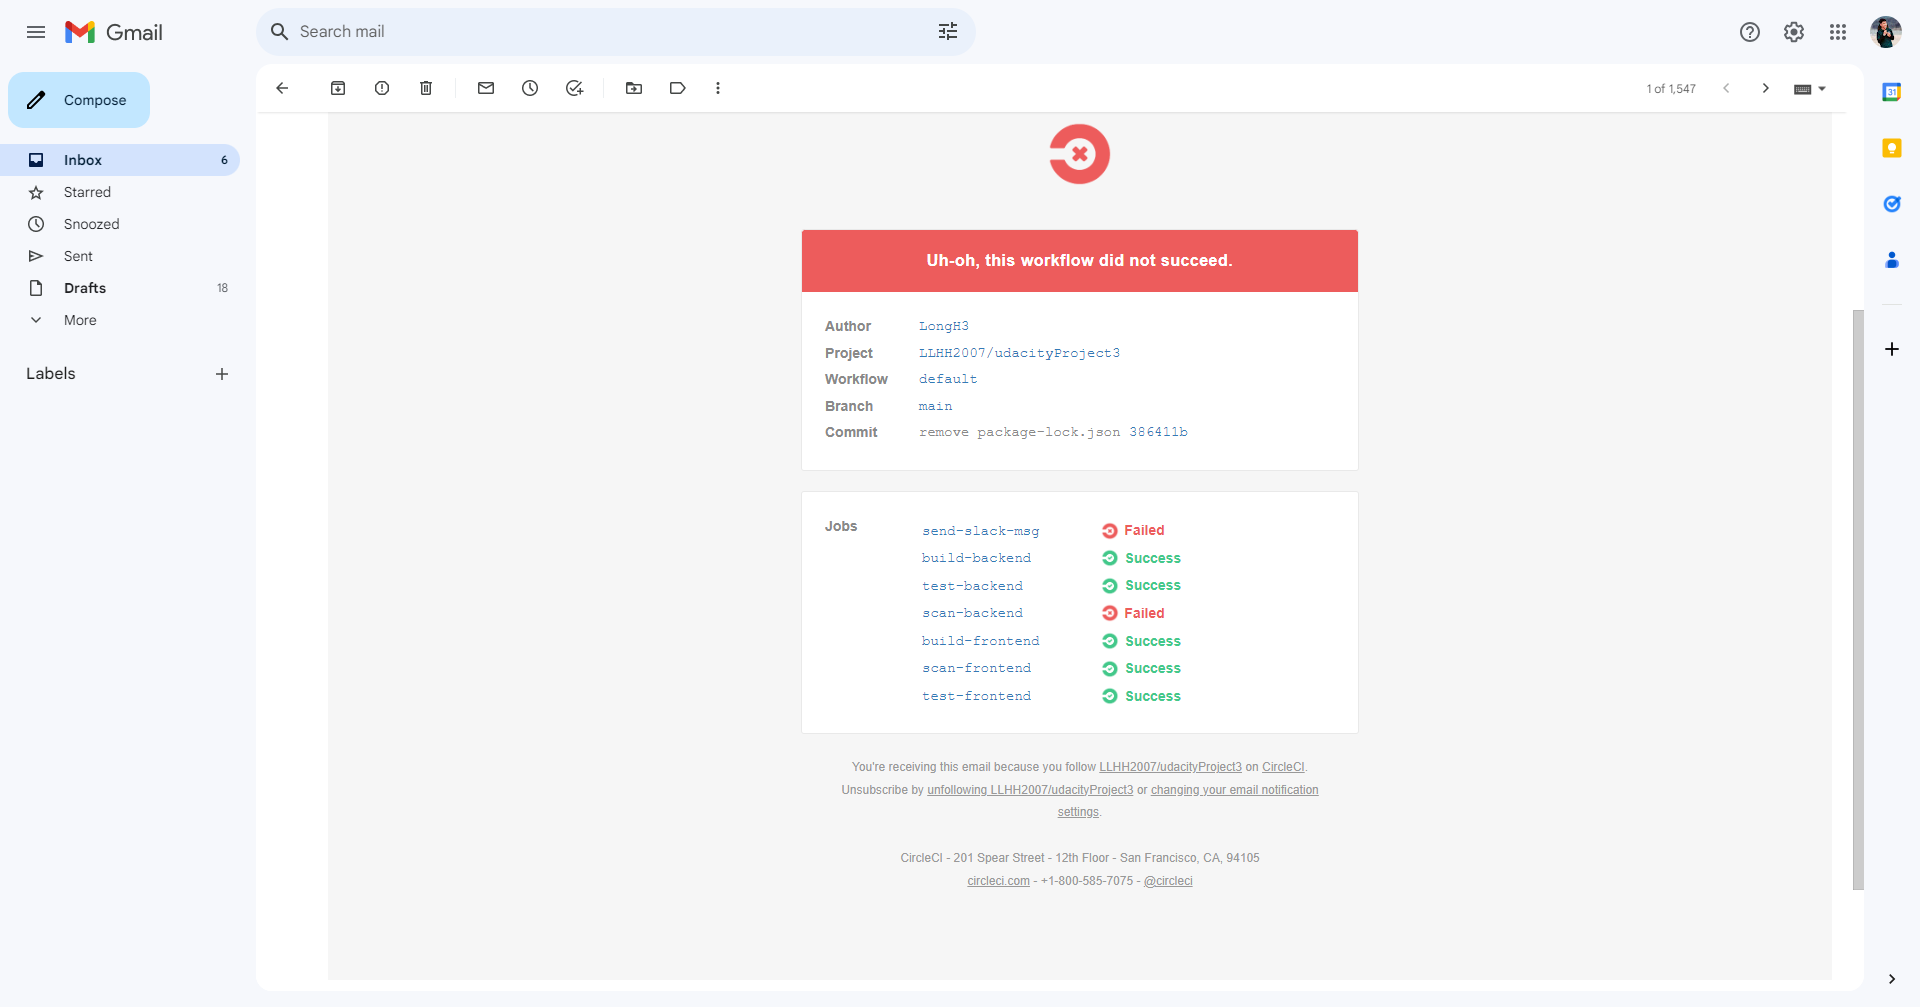 Gmail
Search mail
Compose
Inbox 6
Starred
Snoozed
Sent
Drafts 18
More
Labels
1 of 1,547
Uh-oh, this workflow did not succeed.
Author LongH3
Project LLHH2007/udacityProject3
Workflow default
Branch main
Commit remove package-lock.json 386411b
Jobs
send-slack-msg Failed
build-backend Success
test-backend Success
scan-backend Failed
build-frontend Success
scan-frontend Success
test-frontend Success
You're receiving this email because you follow LLHH2007/udacityProject3 on CircleCI.
Unsubscribe by unfollowing LLHH2007/udacityProject3 or changing your email notification
settings.
CircleCI - 201 Spear Street - 12th Floor - San Francisco, CA, 94105
circleci.com - +1-800-585-7075 - @circleci
31